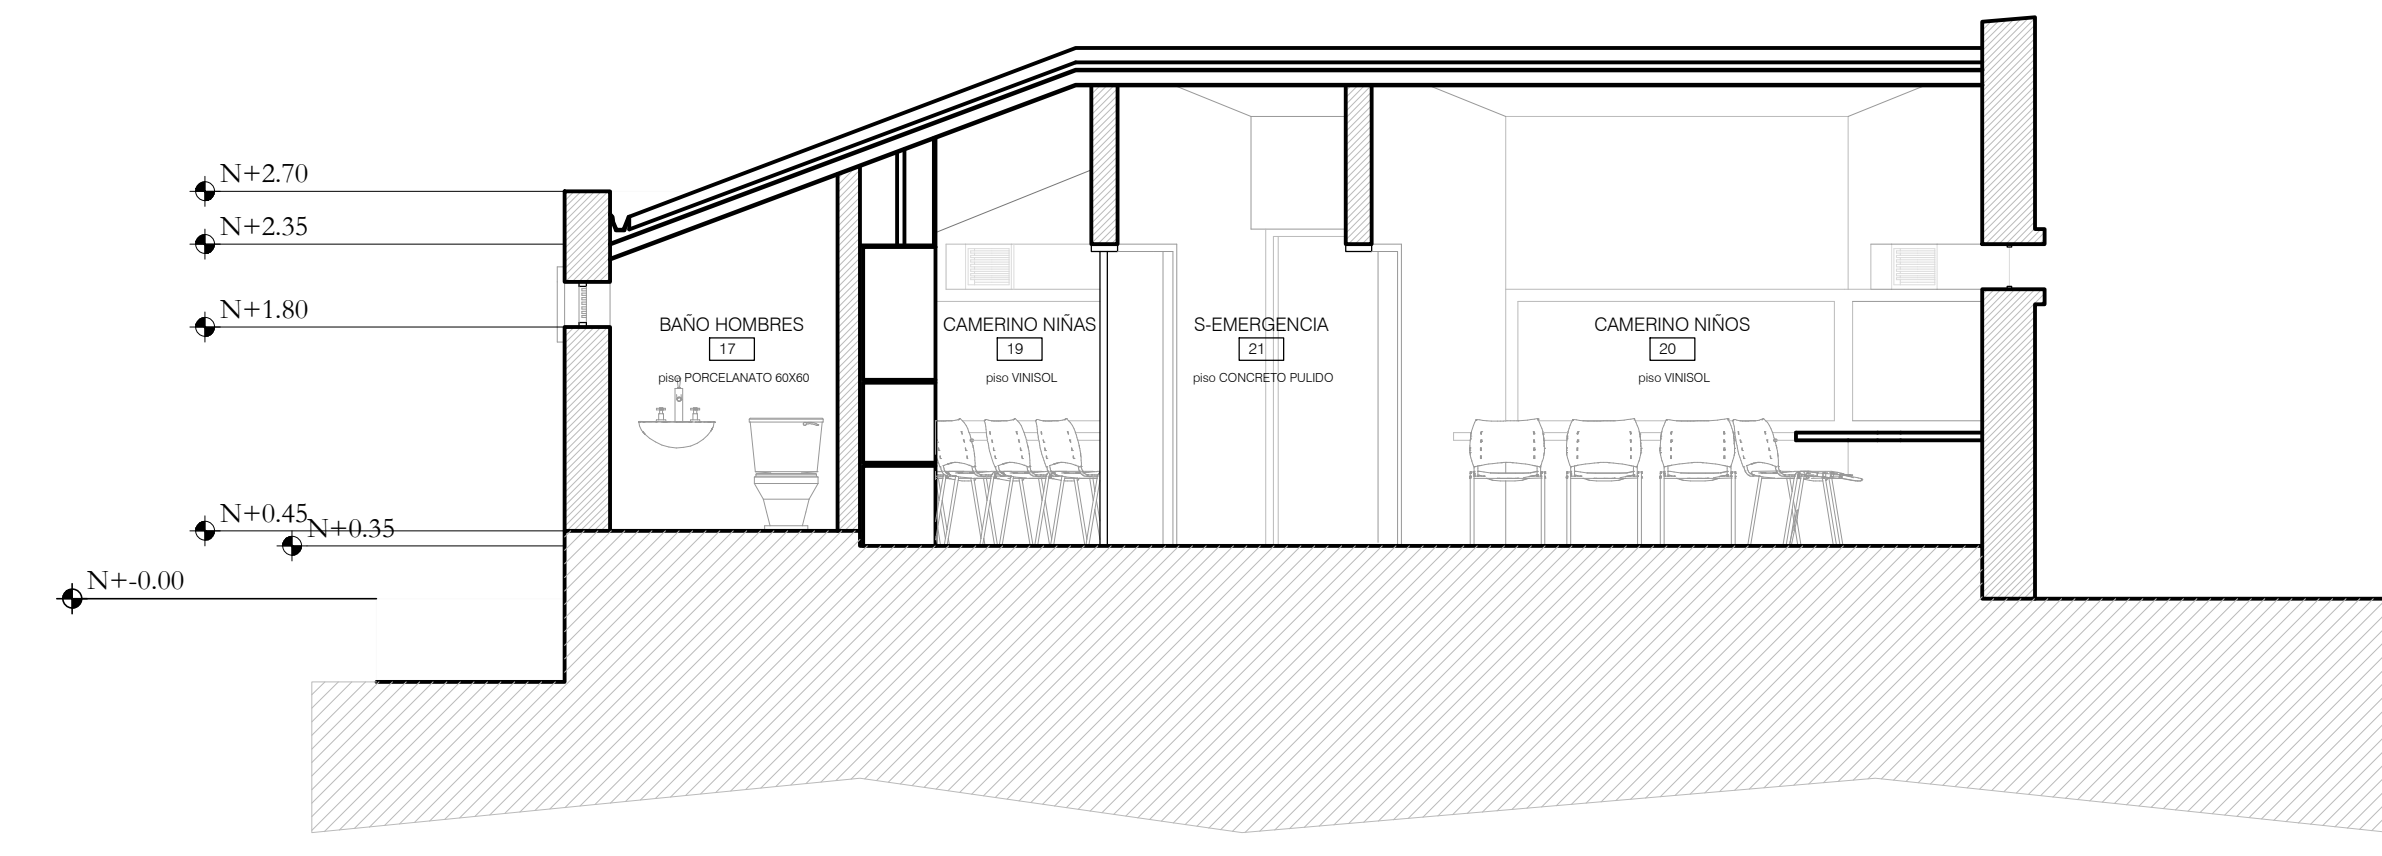 N+2.70
N+2.35
N+1.80
N+0.45
N+0.35
N+-0.00
BAÑO HOMBRES
17
piso PORCELANATO 60X60
CAMERINO NIÑAS
19
piso VINISOL
S-EMERGENCIA
21
piso CONCRETO PULIDO
CAMERINO NIÑOS
20
piso VINISOL